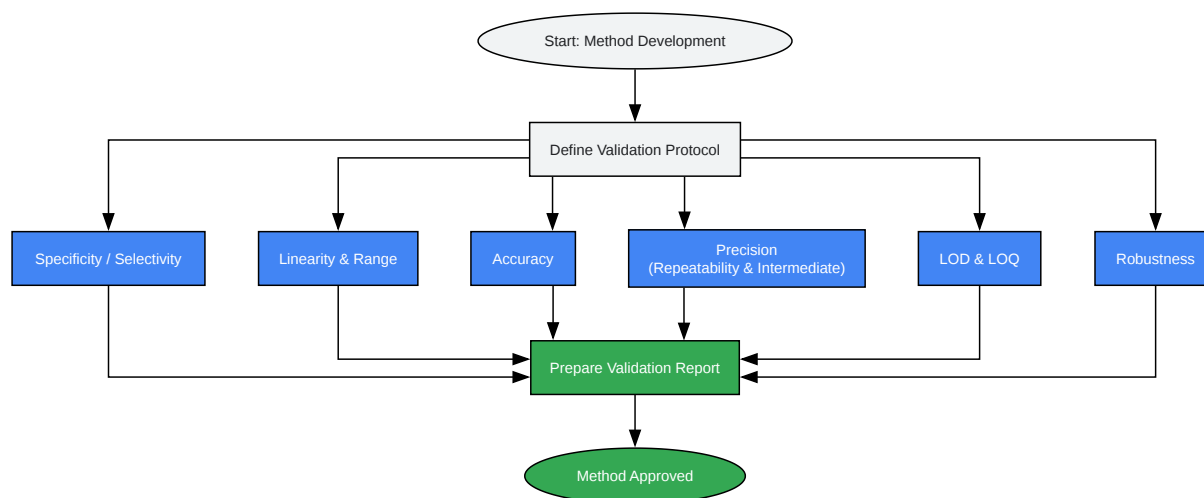 Start: Method Development
Define Validation Protocol
Specificity / Selectivity
Linearity & Range
Accuracy
Precision
(Repeatability & Intermediate)
LOD & LOQ
Robustness
Prepare Validation Report
Method Approved